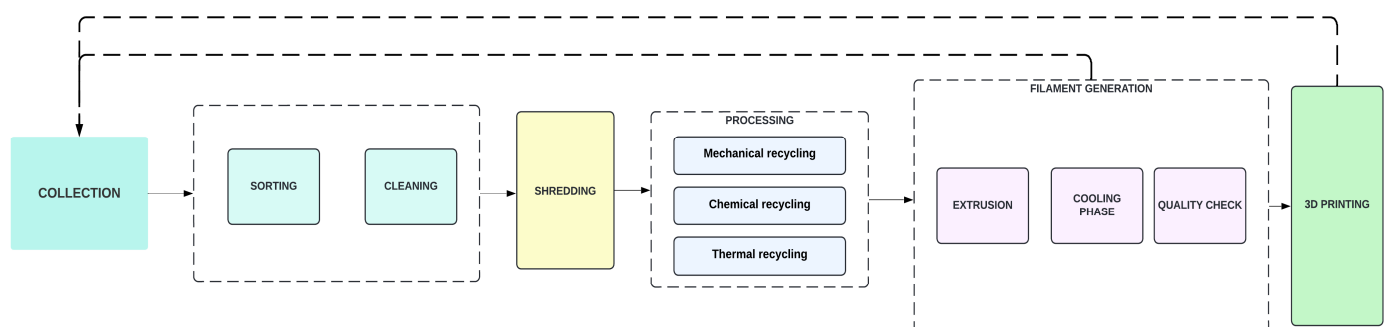 COLLECTION
SORTING
CLEANING
SHREDDING
PROCESSING
Mechanical recycling
Chemical recycling
Thermal recycling
FILAMENT GENERATION
EXTRUSION
COOLING
PHASE
QUALITY CHECK
3D PRINTING